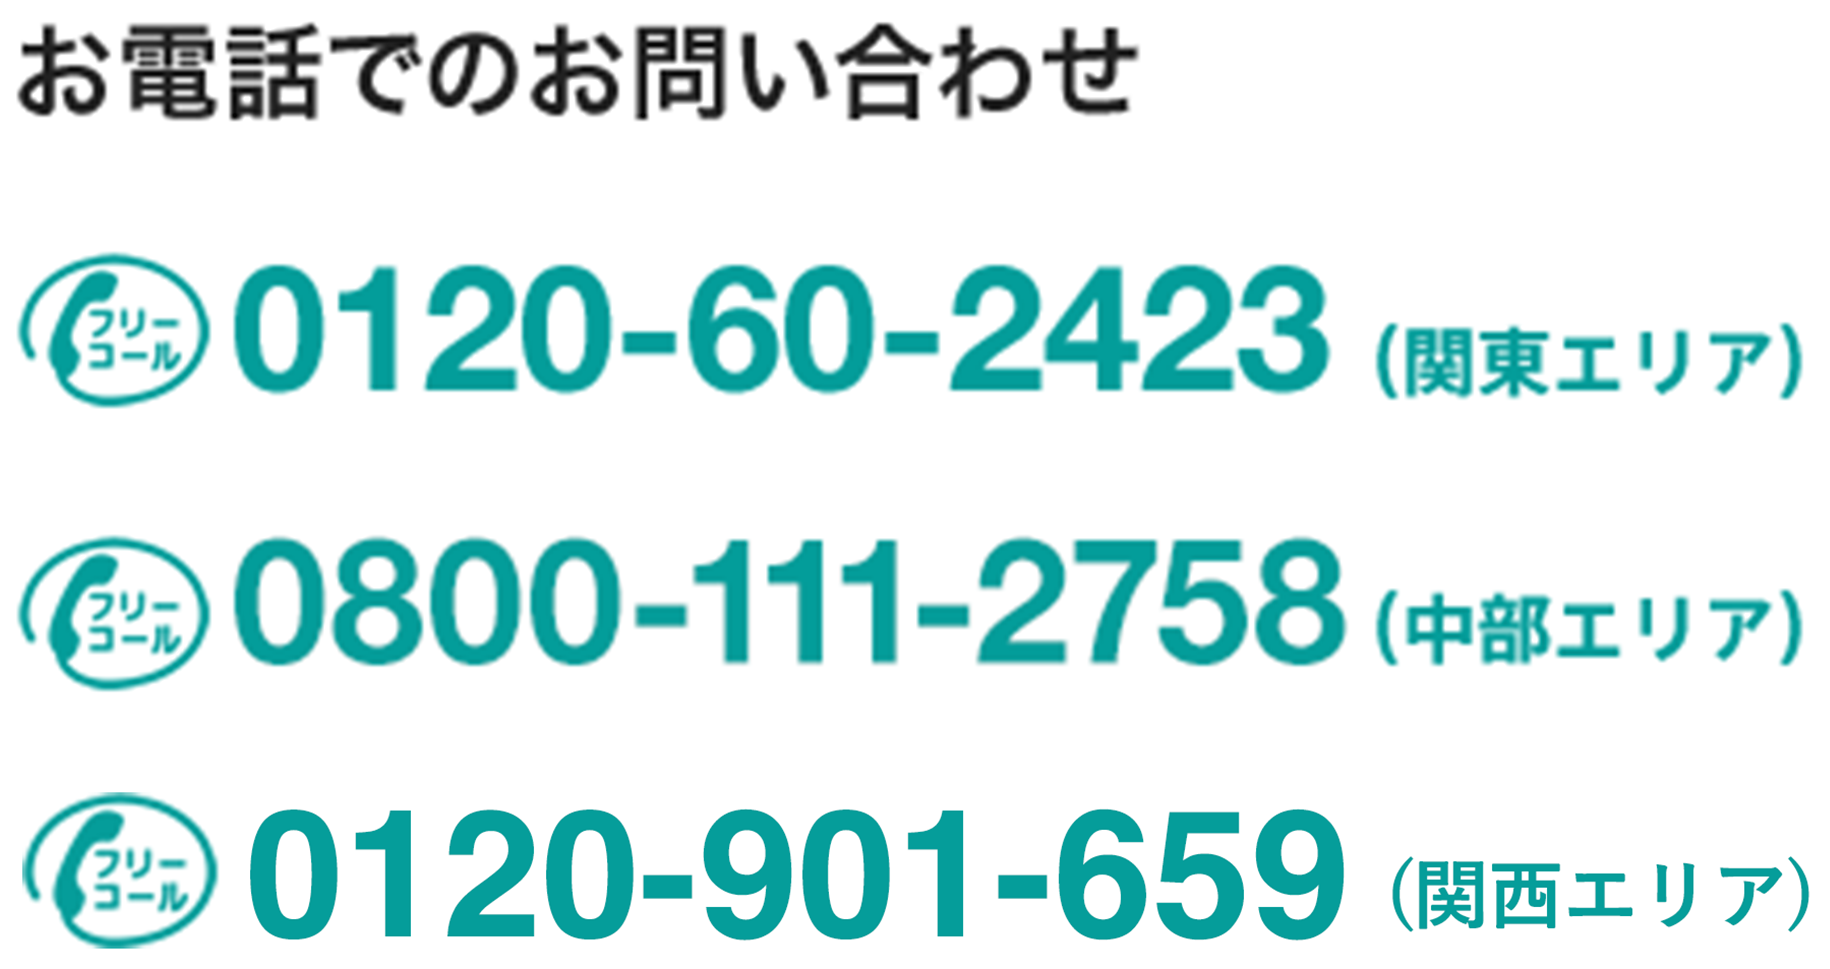 お電話でのお問い合わせ
フリーコール 0120-60-2423 (関東エリア)
フリーコール 0800-111-2758 (中部エリア)
フリーコール 0120-901-659 (関西エリア)